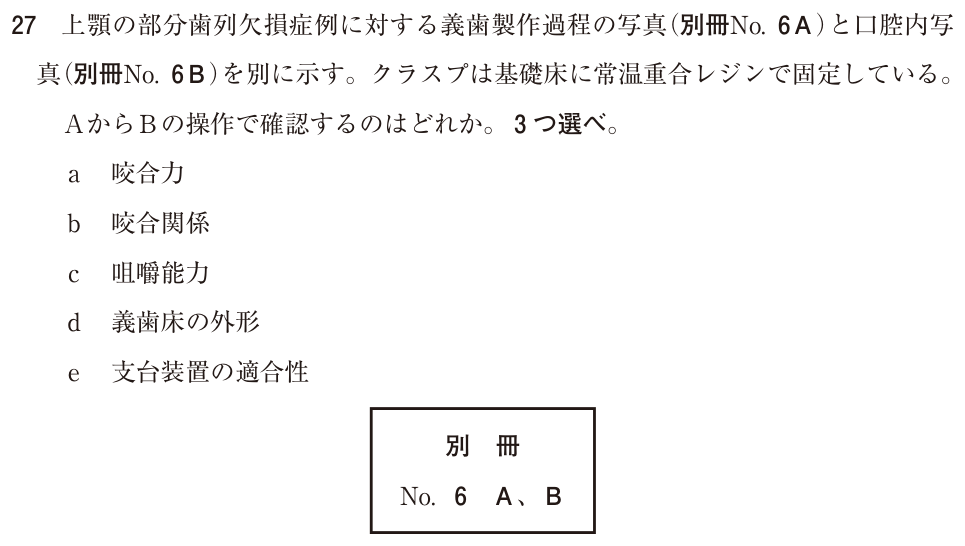 27 上顎の部分歯列欠損症例に対する義歯製作過程の写真(別冊No. 6A)と口腔内写
真(別冊No. 6B)を別に示す。クラスプは基礎床に常温重合レジンで固定している。
AからBの操作で確認するのはどれか。3つ選べ。
a 咬合力
b 咬合関係
c 咀嚼能力
d 義歯床の外形
e 支台装置の適合性
別 冊
No. 6 A、B